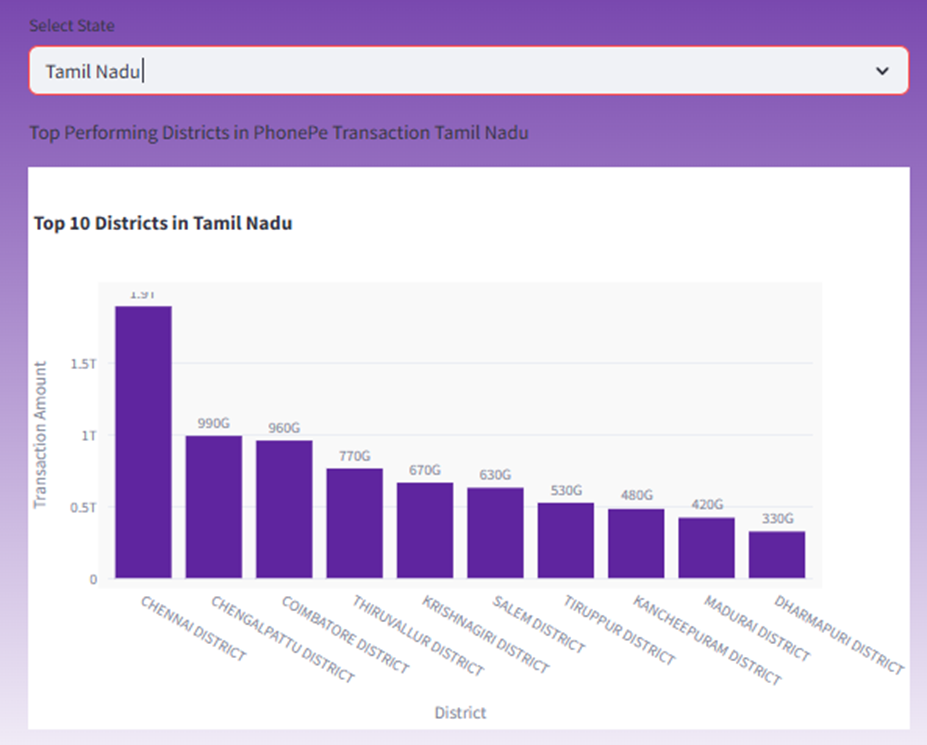 Select State
Tamil Nadu
Top Performing Districts in PhonePe Transaction Tamil Nadu
Top 10 Districts in Tamil Nadu
Transaction Amount
1.5T
1T
0.5T
0
1.9T
990G
960G
770G
670G
630G
530G
480G
420G
330G
CHENNAI DISTRICT
CHENGALPATTU DISTRICT
COIMBATORE DISTRICT
THIRUVALLUR DISTRICT
KRISHNAGIRI DISTRICT
SALEM DISTRICT
TIRUPPUR DISTRICT
KANCHEEPURAM DISTRICT
MADURAI DISTRICT
DHARMAPURI DISTRICT
District